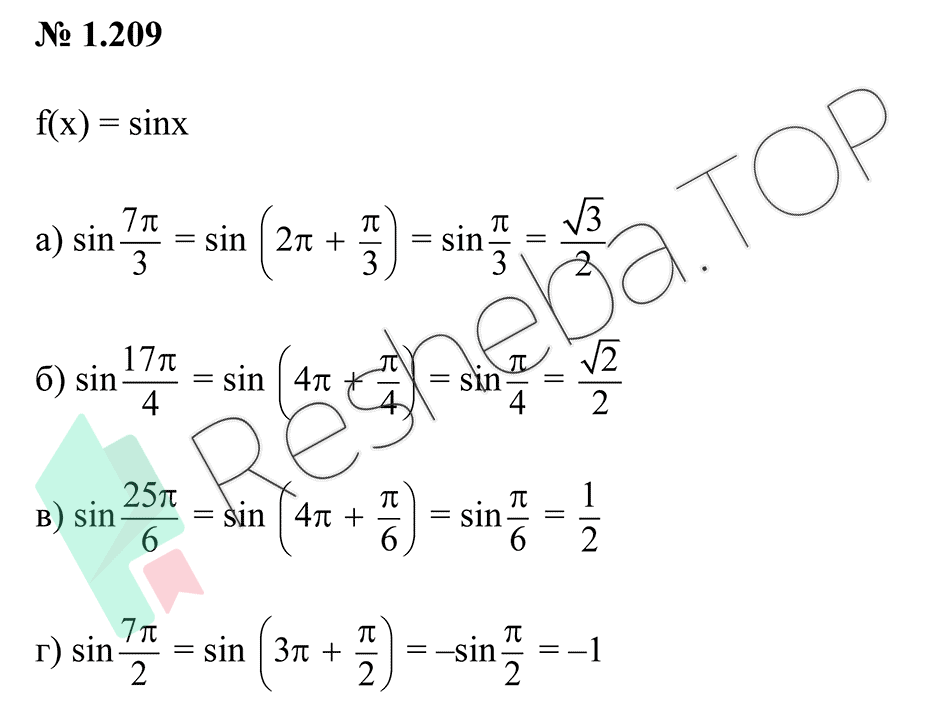 № 1.209
f(x) = sinx
а) sin 7π/3 = sin (2π + π/3) = sin π/3 = √3/2
б) sin 17π/4 = sin (4π + π/4) = sin π/4 = √2/2
в) sin 25π/6 = sin (4π + π/6) = sin π/6 = 1/2
г) sin 7π/2 = sin (3π + π/2) = –sin π/2 = –1
Resheba.TOP